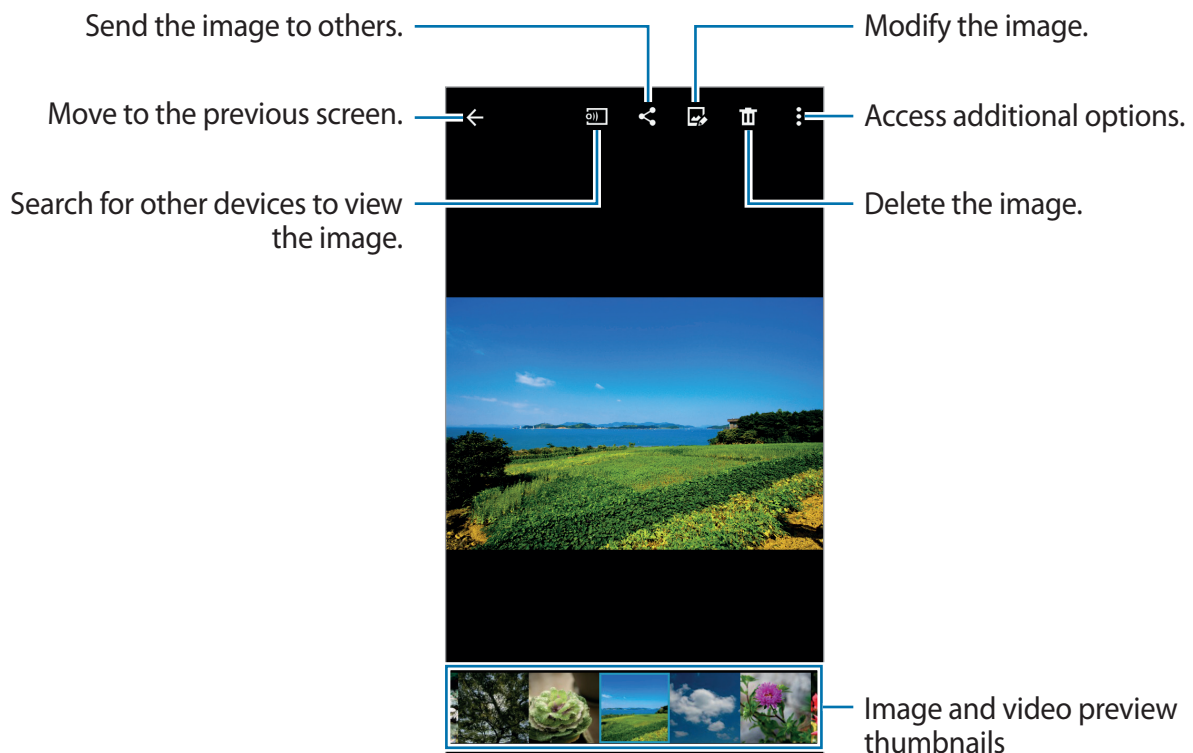 Send the image to others.
Modify the image.
Move to the previous screen.
Access additional options.
Search for other devices to view
the image.
Delete the image.
Image and video preview
thumbnails